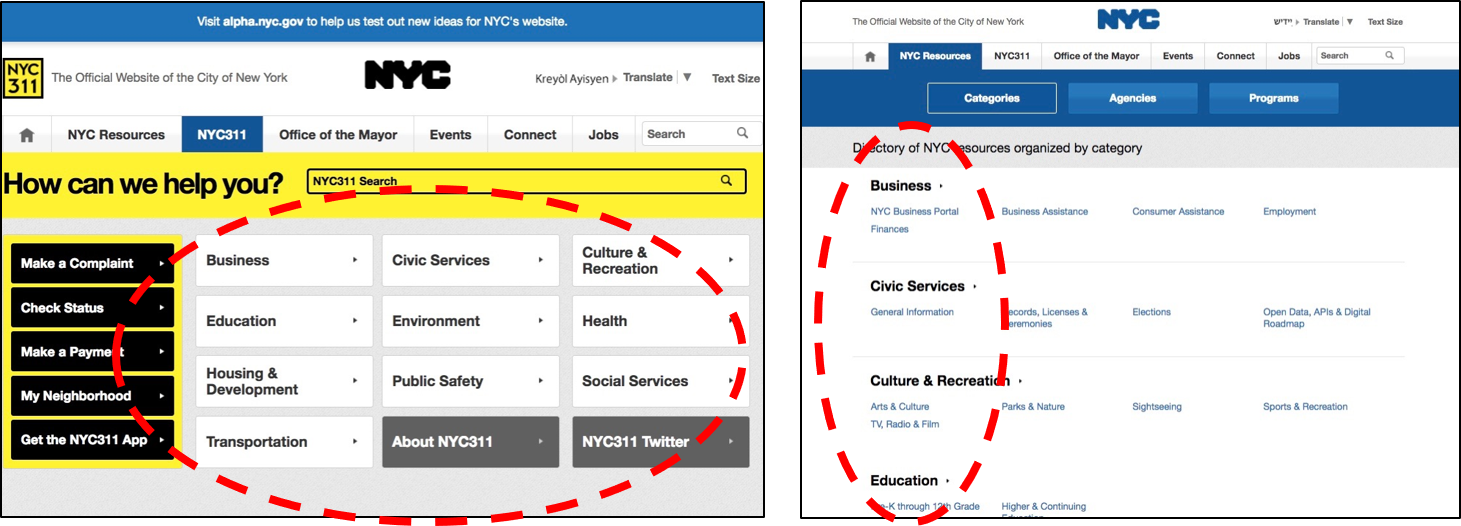 Visit alpha.nyc.gov to help us test out new ideas for NYC's website.
NYC
311
The Official Website of the City of New York
NYC
Kreyòl Ayisyen ▸ Translate | ▼ Text Size
NYC Resources NYC311 Office of the Mayor Events Connect Jobs Search
How can we help you? NYC311 Search
Make a Complaint
Check Status
Make a Payment
My Neighborhood
Get the NYC311 App
Business
Civic Services
Culture &
Recreation
Education
Environment
Health
Housing &
Development
Public Safety
Social Services
Transportation
About NYC311
NYC311 Twitter
The Official Website of the City of New York
NYC
ייִדיש ▸ Translate | ▼ Text Size
NYC Resources NYC311 Office of the Mayor Events Connect Jobs Search
Categories Agencies Programs
Directory of NYC resources organized by category
Business
NYC Business Portal Business Assistance Consumer Assistance Employment
Finances
Civic Services
General Information Records, Licenses & Elections Open Data, APIs & Digital
Ceremonies Roadmap
Culture & Recreation
Arts & Culture Parks & Nature Sightseeing Sports & Recreation
TV, Radio & Film
Education
Pre-K through 12th Grade Higher & Continuing
Education